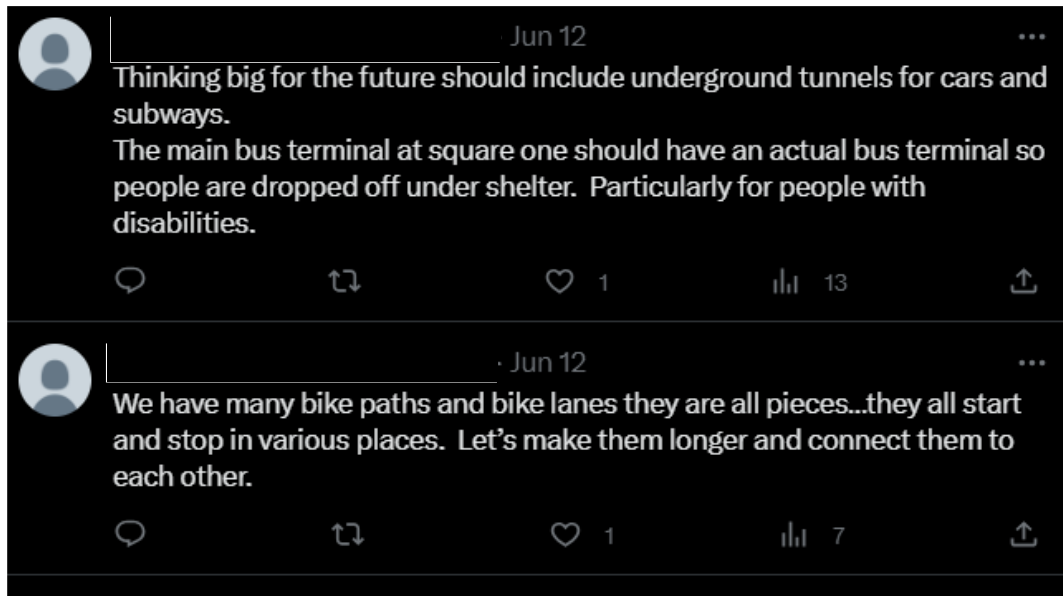 · Jun 12
Thinking big for the future should include underground tunnels for cars and
subways.
The main bus terminal at square one should have an actual bus terminal so
people are dropped off under shelter.  Particularly for people with
disabilities.
1 13
· Jun 12
We have many bike paths and bike lanes they are all pieces...they all start
and stop in various places.  Let’s make them longer and connect them to
each other.
1 7